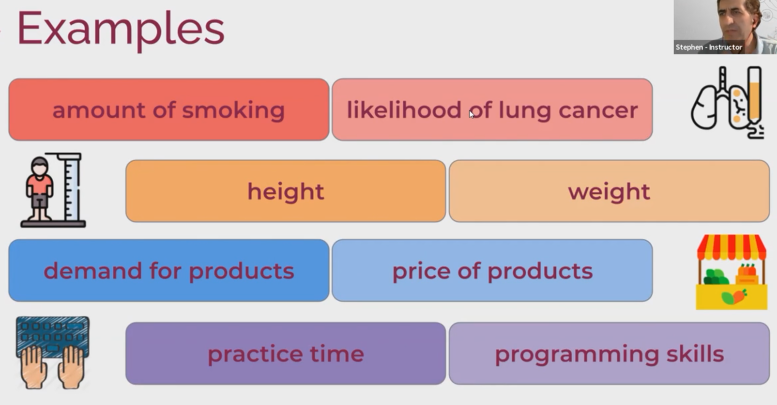 Examples
Stephen - Instructor
amount of smoking
likelihood of lung cancer
height
weight
demand for products
price of products
practice time
programming skills